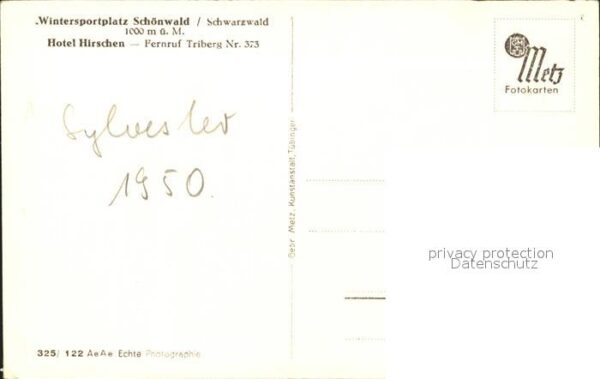 Wintersportplatz Schönwald / Schwarzwald
1000 m ü. M.
Hotel Hirschen — Fernruf Triberg Nr. 373
Sylvester
1950.
325/ 122 AeAe Echte Photographie
Gebr. Metz, Kunstanstalt, Tübingen
Metz
Fotokarten
privacy protection
Datenschutz